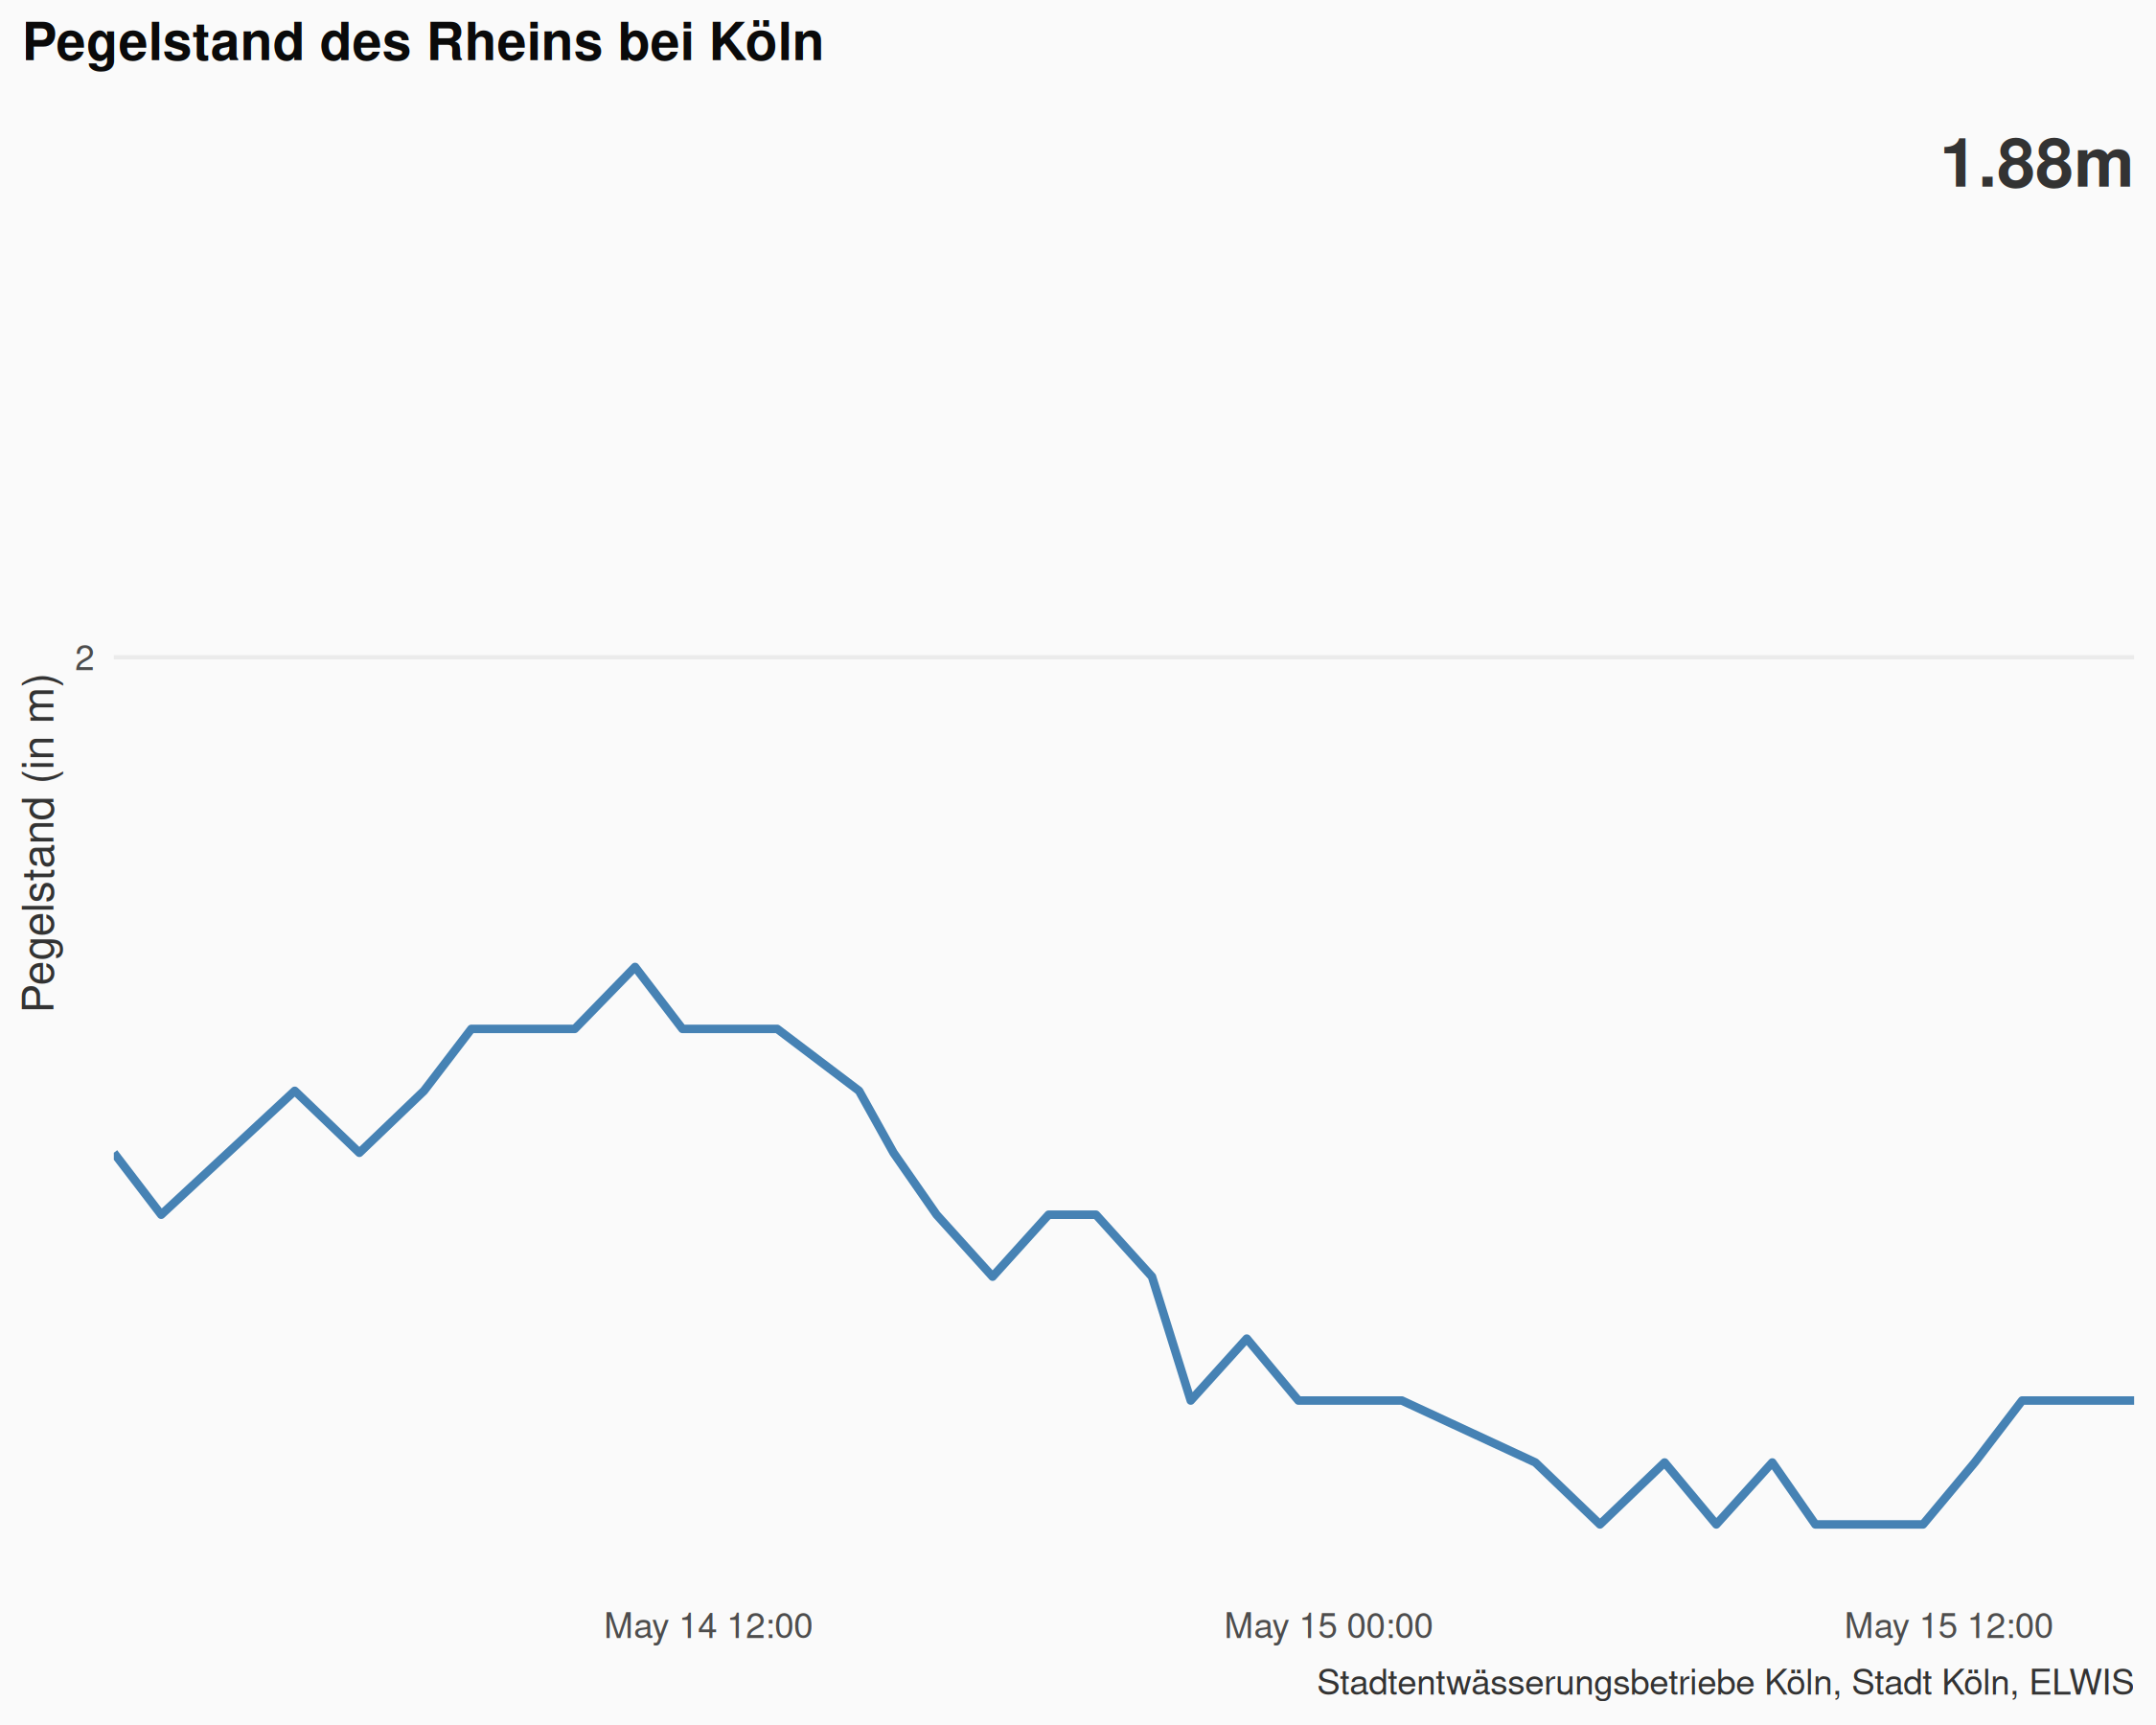 Pegelstand des Rheins bei Köln
1.88m
2
Pegelstand (in m)
May 14 12:00
May 15 00:00
May 15 12:00
Stadtentwässerungsbetriebe Köln, Stadt Köln, ELWIS